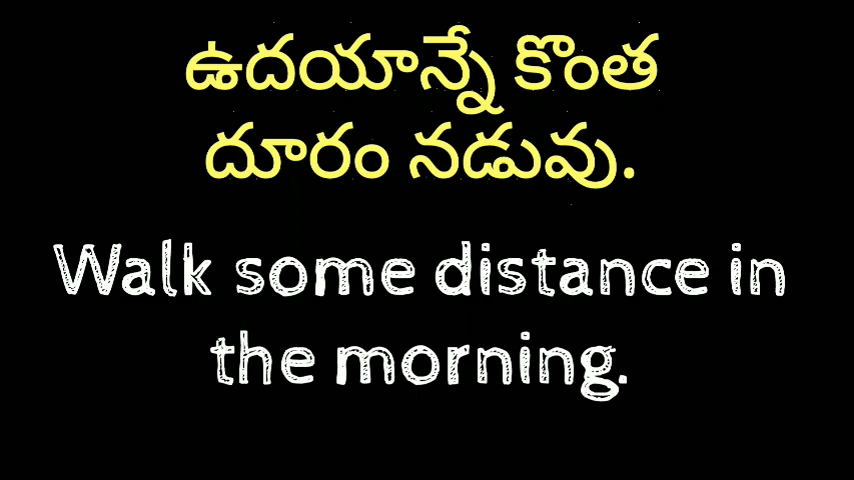 ఉదయాన్నే కొంత
దూరం నడువు.
Walk some distance in
the morning.